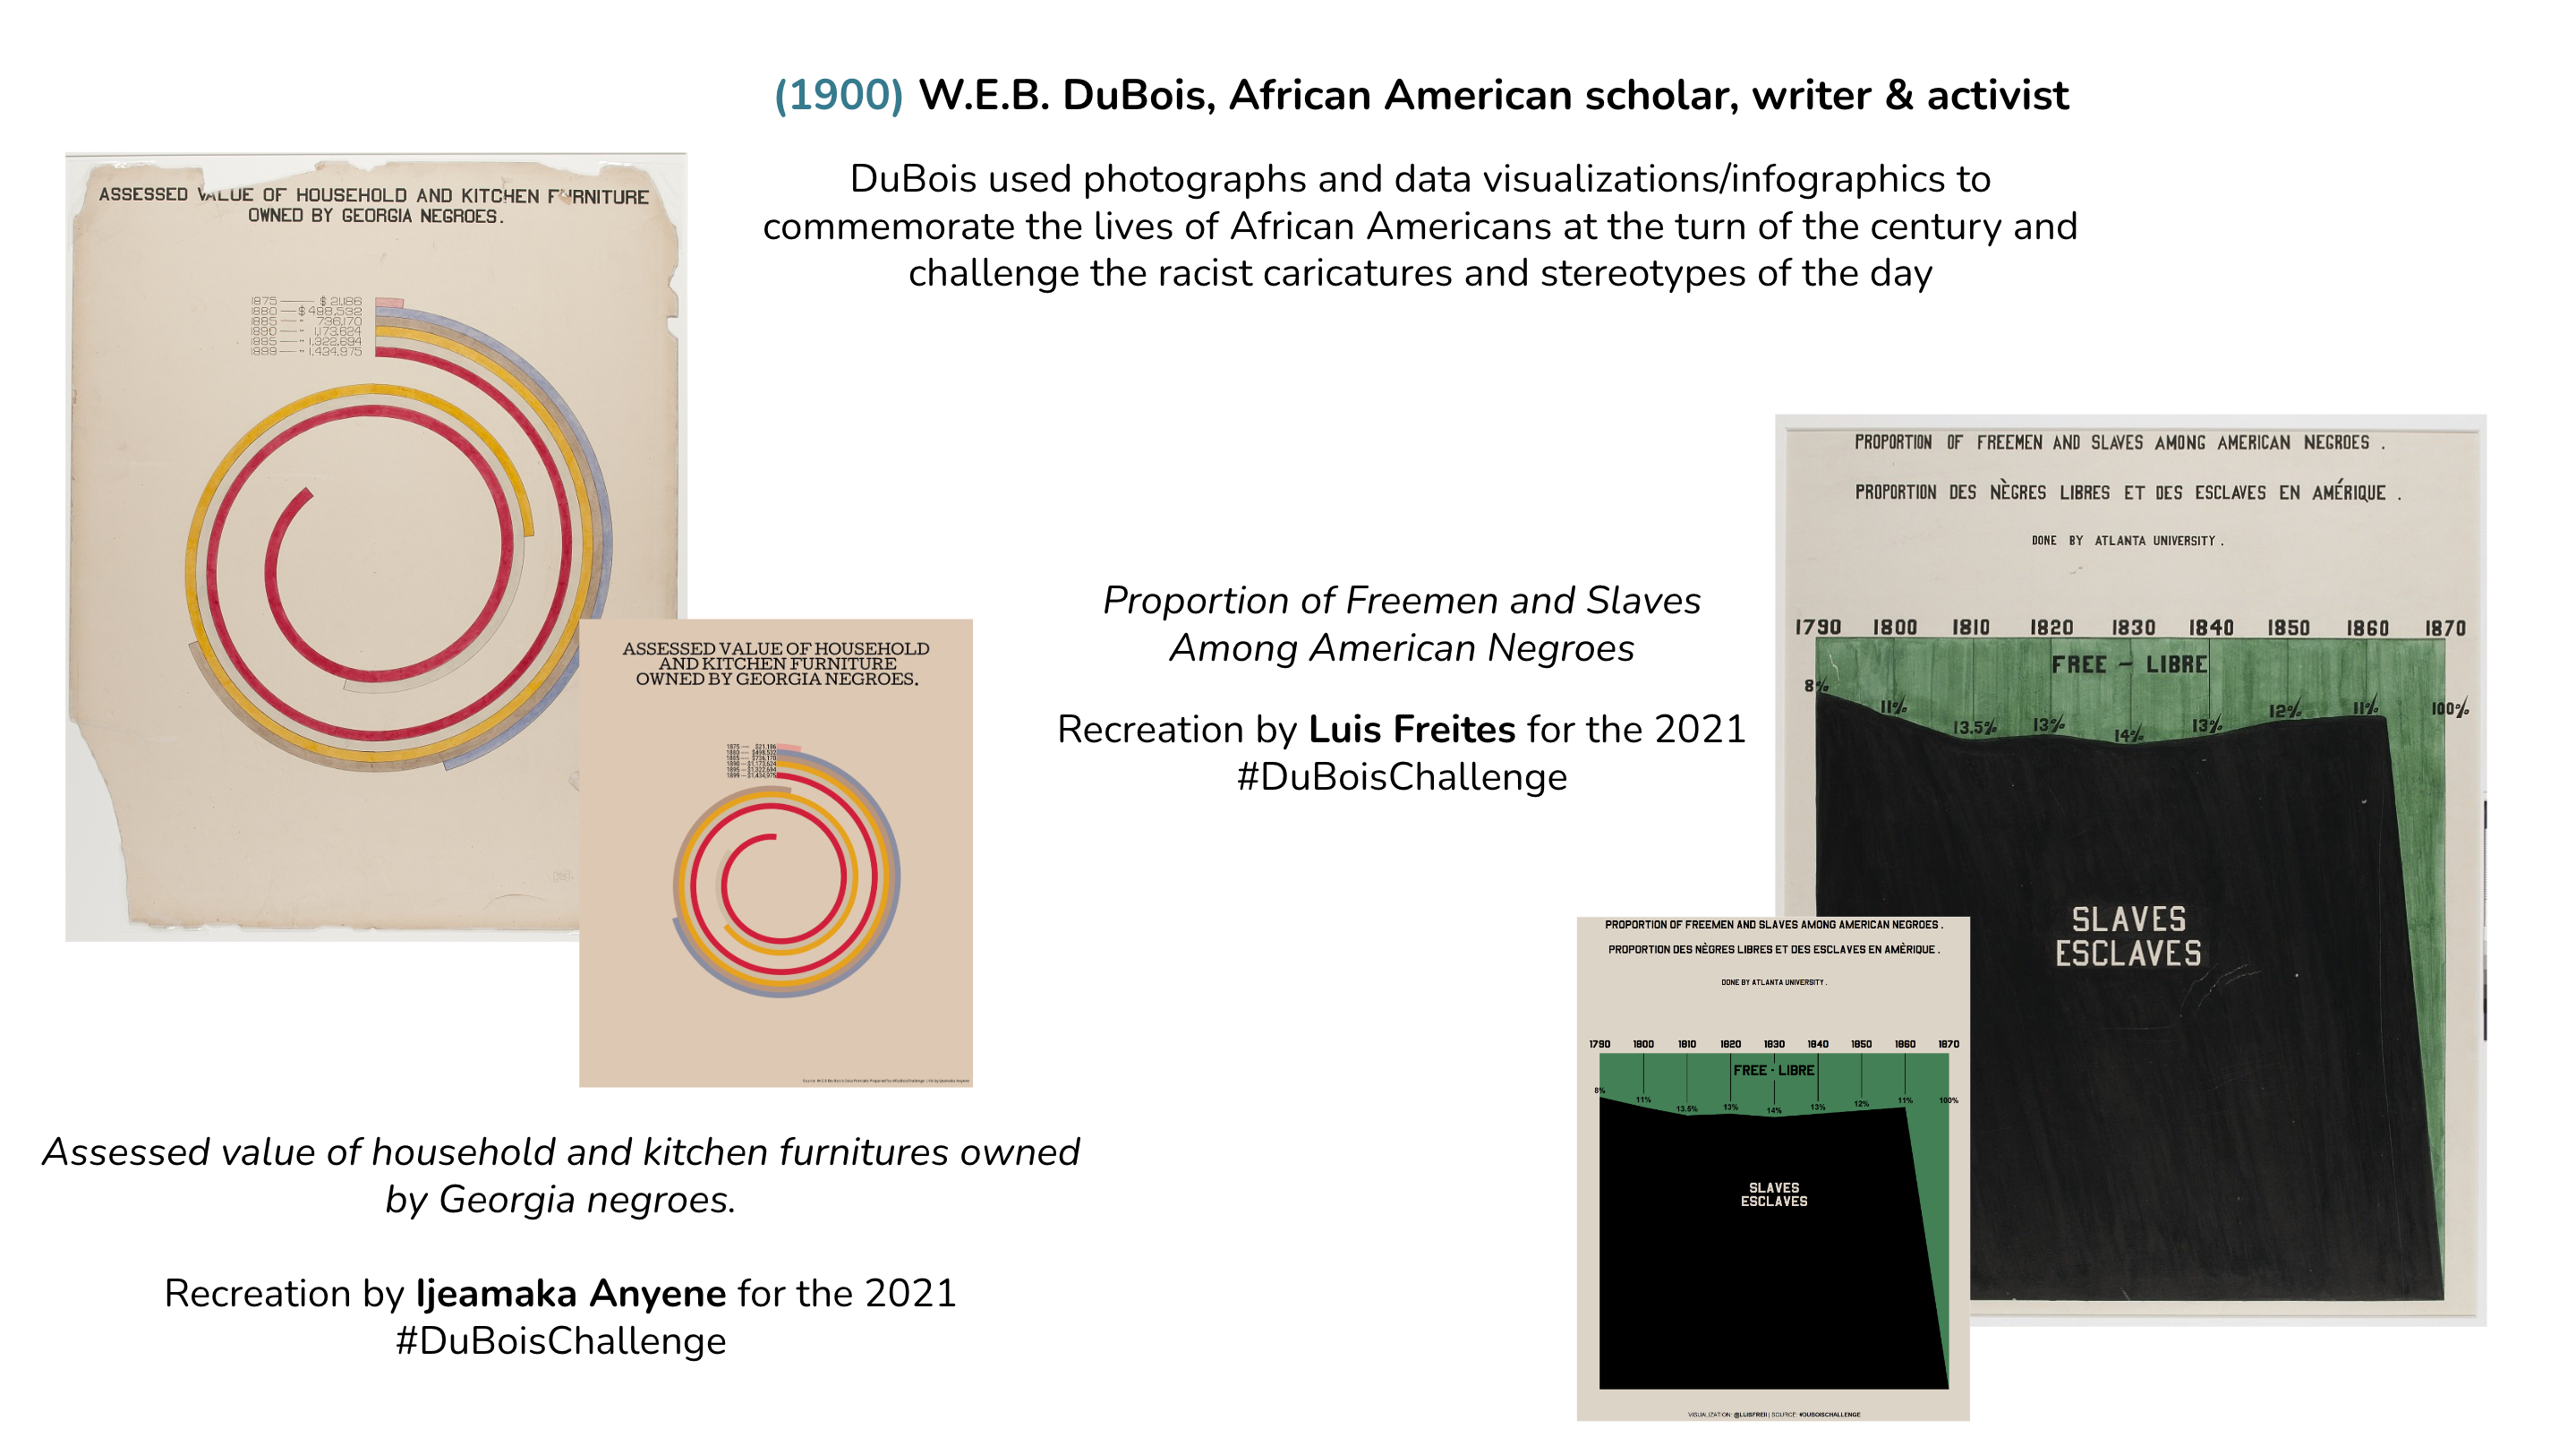 (1900) W.E.B. DuBois, African American scholar, writer & activist
DuBois used photographs and data visualizations/infographics to
commemorate the lives of African Americans at the turn of the century and
challenge the racist caricatures and stereotypes of the day
ASSESSED VALUE OF HOUSEHOLD AND KITCHEN FURNITURE
OWNED BY GEORGIA NEGROES.
1875 —— $ 21,186
1880 — $ 498,532
1885 — " 736,170
1890 — " 1,173,624
1895 — " 1,322,694
1899 — " 1,434,975
ASSESSED VALUE OF HOUSEHOLD
AND KITCHEN FURNITURE
OWNED BY GEORGIA NEGROES.
1875 — $21,186
1880 — $498,532
1885 — $736,170
1890 — $1,173,624
1895 — $1,322,694
1899 — $1,434,975
Assessed value of household and kitchen furnitures owned
by Georgia negroes.
Recreation by Ijeamaka Anyene for the 2021
#DuBoisChallenge
Proportion of Freemen and Slaves
Among American Negroes
Recreation by Luis Freites for the 2021
#DuBoisChallenge
PROPORTION OF FREEMEN AND SLAVES AMONG AMERICAN NEGROES .
PROPORTION DES NÈGRES LIBRES ET DES ESCLAVES EN AMÉRIQUE .
DONE BY ATLANTA UNIVERSITY .
1790 1800 1810 1820 1830 1840 1850 1860 1870
FREE – LIBRE
8% 11% 13.5% 13% 14% 13% 12% 11% 100%
SLAVES
ESCLAVES
PROPORTION OF FREEMEN AND SLAVES AMONG AMERICAN NEGROES .
PROPORTION DES NÈGRES LIBRES ET DES ESCLAVES EN AMÈRIQUE .
DONE BY ATLANTA UNIVERSITY .
1790 1800 1810 1820 1830 1840 1850 1860 1870
FREE - LIBRE
8% 11% 13.5% 13% 14% 13% 12% 11% 100%
SLAVES
ESCLAVES
VISUALIZATION: @LUISFREII | SOURCE: #DUBOISCHALLENGE